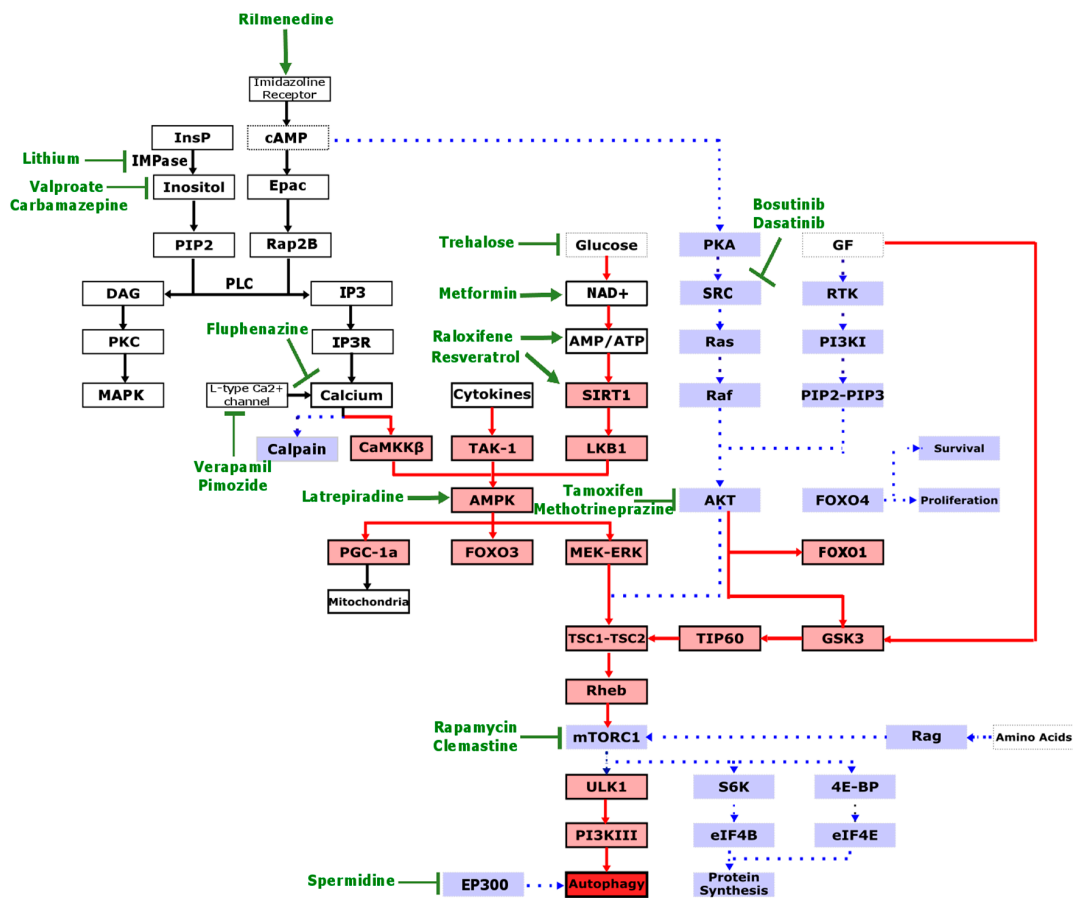 Rilmenedine
Imidazoline
Receptor
InsP
cAMP
Lithium
IMPase
Valproate
Carbamazepine
Inositol
Epac
Bosutinib
Dasatinib
PIP2
Rap2B
Trehalose
Glucose
PKA
GF
PLC
DAG
IP3
Metformin
NAD+
SRC
RTK
Fluphenazine
PKC
IP3R
Raloxifene
Resveratrol
AMP/ATP
Ras
PI3KI
MAPK
L-type Ca2+
channel
Calcium
Cytokines
SIRT1
Raf
PIP2-PIP3
Calpain
CaMKKβ
TAK-1
LKB1
Survival
Verapamil
Pimozide
Latrepiradine
AMPK
Tamoxifen
Methotrineprazine
AKT
FOXO4
Proliferation
PGC-1a
FOXO3
MEK-ERK
FOXO1
Mitochondria
TSC1-TSC2
TIP60
GSK3
Rheb
Rapamycin
Clemastine
mTORC1
Rag
Amino Acids
ULK1
S6K
4E-BP
PI3KIII
eIF4B
eIF4E
Spermidine
EP300
Autophagy
Protein
Synthesis